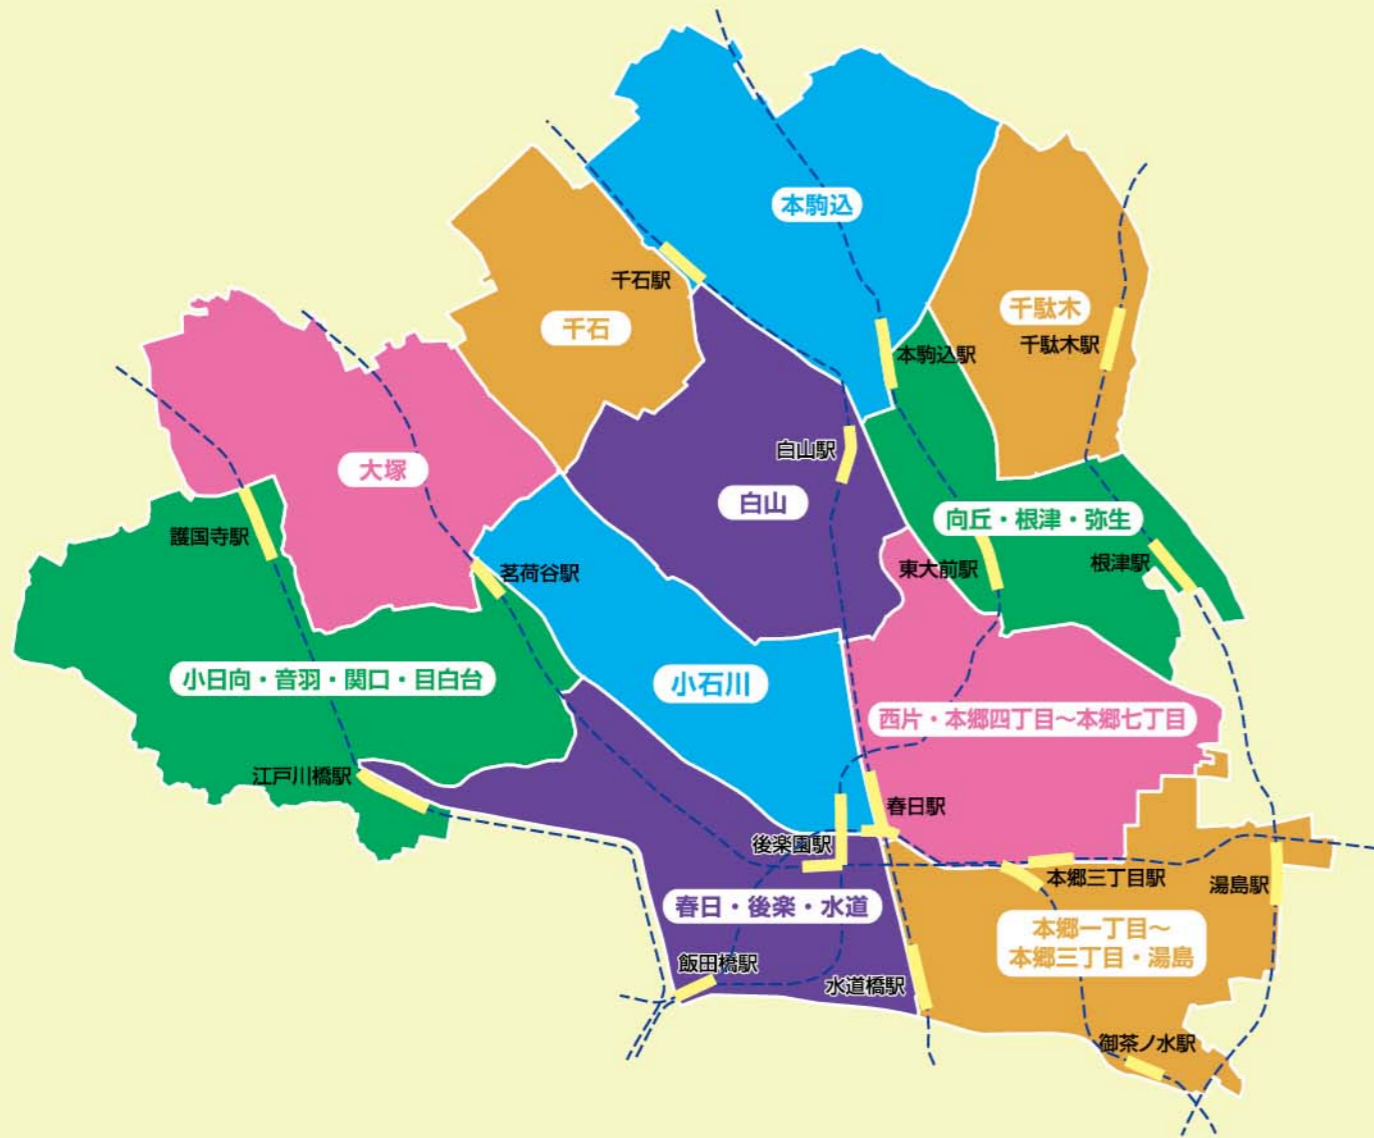 本駒込
千石駅
千駄木
千石
千駄木駅
本駒込駅
白山駅
大塚
白山
向丘・根津・弥生
護国寺駅
根津駅
東大前駅
茗荷谷駅
小日向・音羽・関口・目白台
小石川
西片・本郷四丁目～本郷七丁目
江戸川橋駅
春日駅
後楽園駅
本郷三丁目駅
湯島駅
春日・後楽・水道
本郷一丁目～
本郷三丁目・湯島
飯田橋駅
水道橋駅
御茶ノ水駅